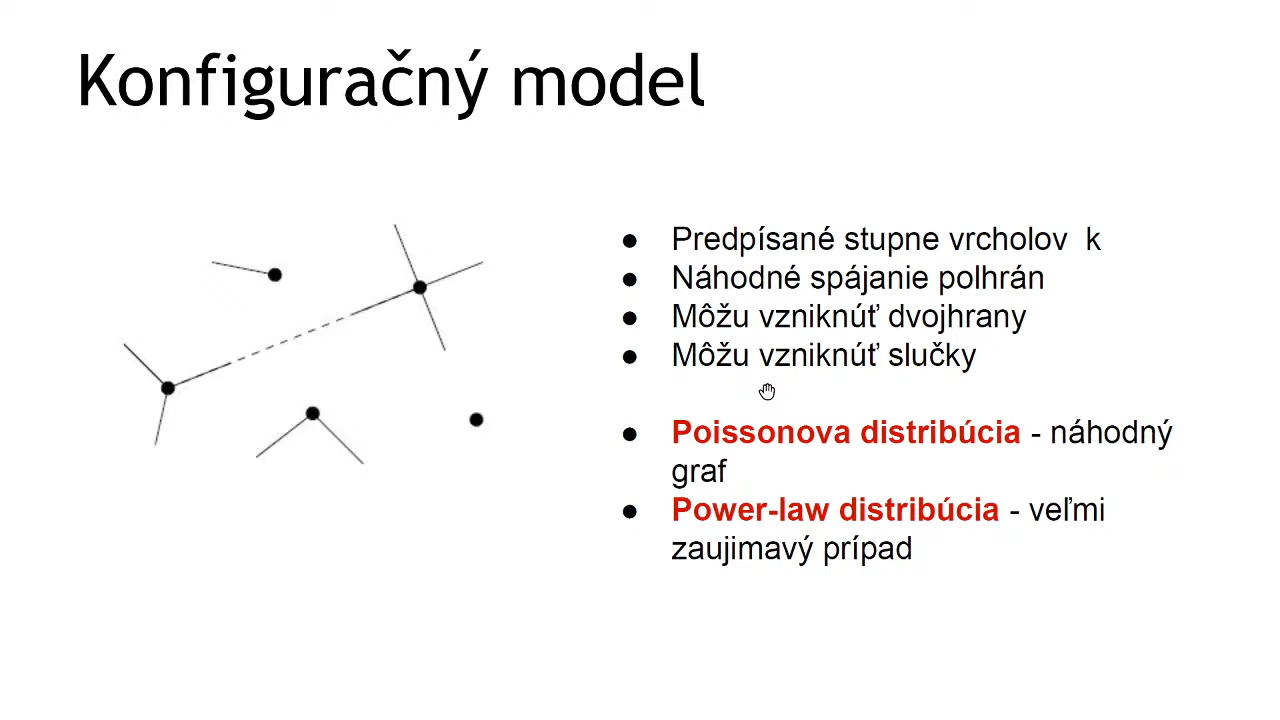 Konfiguračný model
● Predpísané stupne vrcholov k
● Náhodné spájanie polhrán
● Môžu vzniknúť dvojhrany
● Môžu vzniknúť slučky
● Poissonova distribúcia - náhodný
graf
● Power-law distribúcia - veľmi
zaujimavý prípad